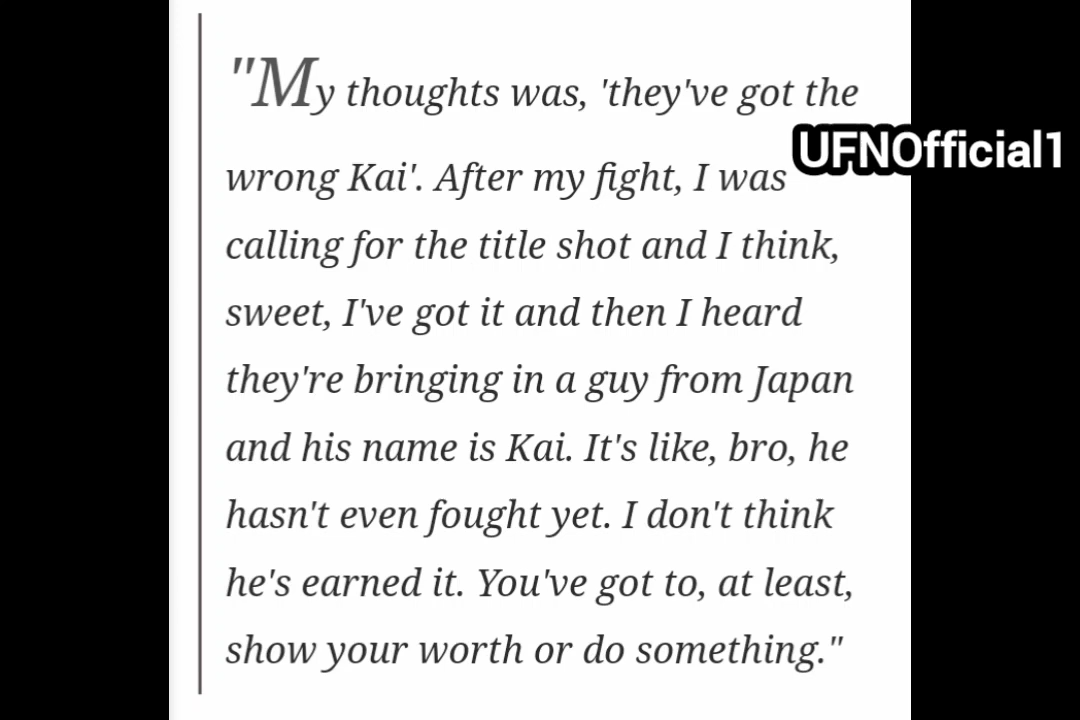 "My thoughts was, 'they've got the
UFNOfficial1
wrong Kai'. After my fight, I was
calling for the title shot and I think,
sweet, I've got it and then I heard
they're bringing in a guy from Japan
and his name is Kai. It's like, bro, he
hasn't even fought yet. I don't think
he's earned it. You've got to, at least,
show your worth or do something."